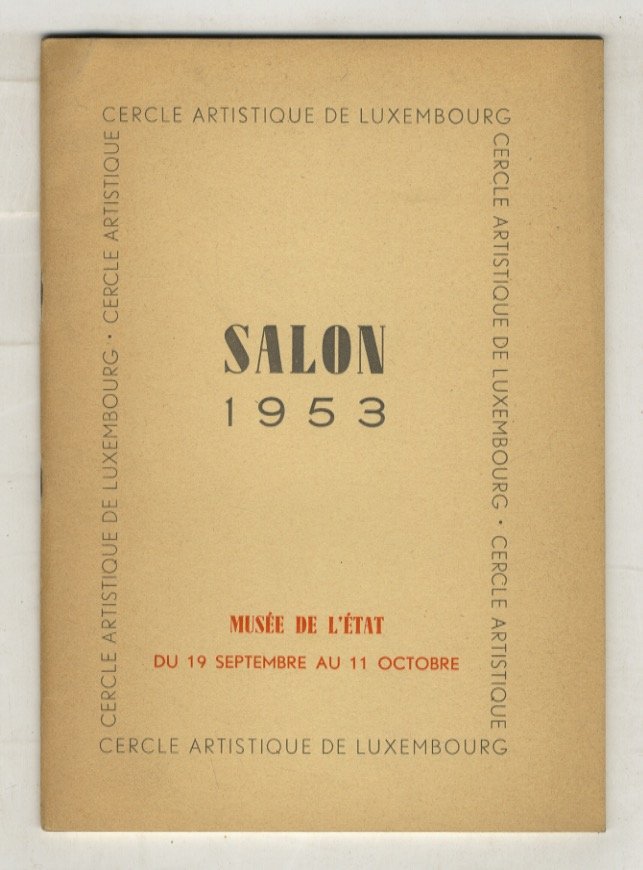 CERCLE ARTISTIQUE DE LUXEMBOURG
CERCLE ARTISTIQUE DE LUXEMBOURG • CERCLE ARTISTIQUE
CERCLE ARTISTIQUE DE LUXEMBOURG • CERCLE ARTISTIQUE
SALON
1953
MUSÉE DE L'ÉTAT
DU 19 SEPTEMBRE AU 11 OCTOBRE
CERCLE ARTISTIQUE DE LUXEMBOURG